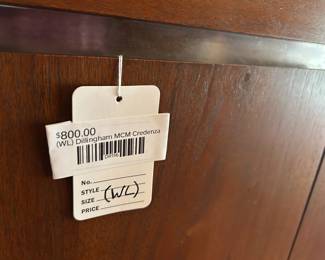 $800.00
(WL) Dillingham MCM Credenza
No.
STYLE
SIZE (WL)
PRICE